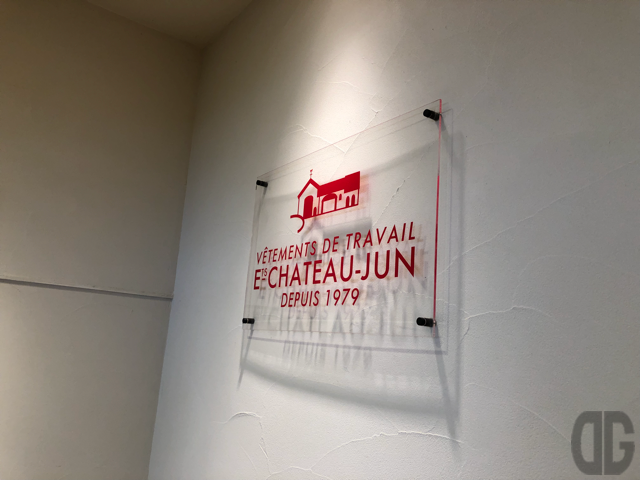 VÊTEMENTS DE TRAVAIL
ETS CHATEAU-JUN
DEPUIS 1979
DG